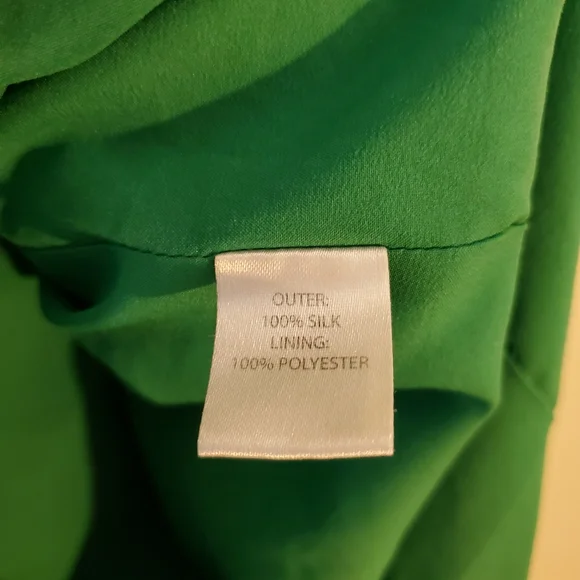 OUTER:
100% SILK
LINING:
100% POLYESTER